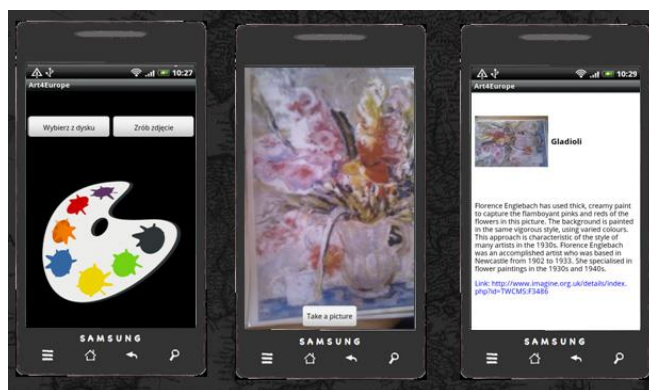 10:27
Art4Europe
Wybierz z dysku
Zrób zdjęcie
SAMSUNG
Take a picture
SAMSUNG
10:29
Art4Europe
Gladioli
Florence Englebach has used thick, creamy paint
to capture the flamboyant pinks and reds of the
flowers in this picture. The background is painted
in the same vigorous style, using varied colours.
This approach is characteristic of the style of
many artists in the 1930s. Florence Englebach
was an accomplished artist who was based in
Newcastle from 1902 to 1933. She specialised in
flower paintings in the 1930s and 1940s.
Link: http://www.imagine.org.uk/details/index.
php?id=TWCMS:F3486
SAMSUNG